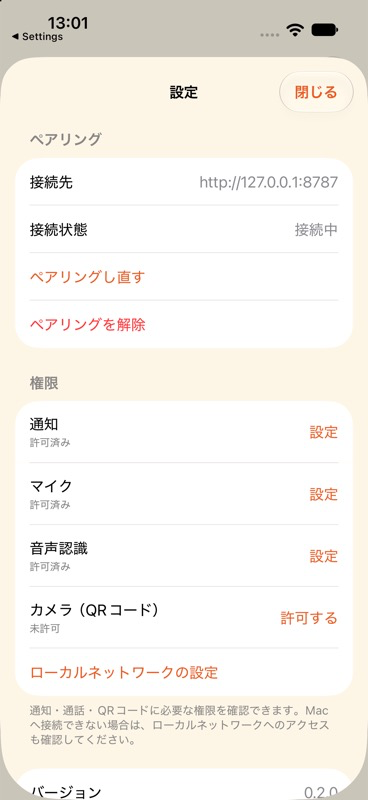 13:01
◀ Settings
設定
閉じる
ペアリング
接続先 http://127.0.0.1:8787
接続状態 接続中
ペアリングし直す
ペアリングを解除
権限
通知
許可済み
設定
マイク
許可済み
設定
音声認識
許可済み
設定
カメラ（QRコード）
未許可
許可する
ローカルネットワークの設定
通知・通話・QRコードに必要な権限を確認できます。Mac
へ接続できない場合は、ローカルネットワークへのアクセス
も確認してください。
バージョン 0.2.0